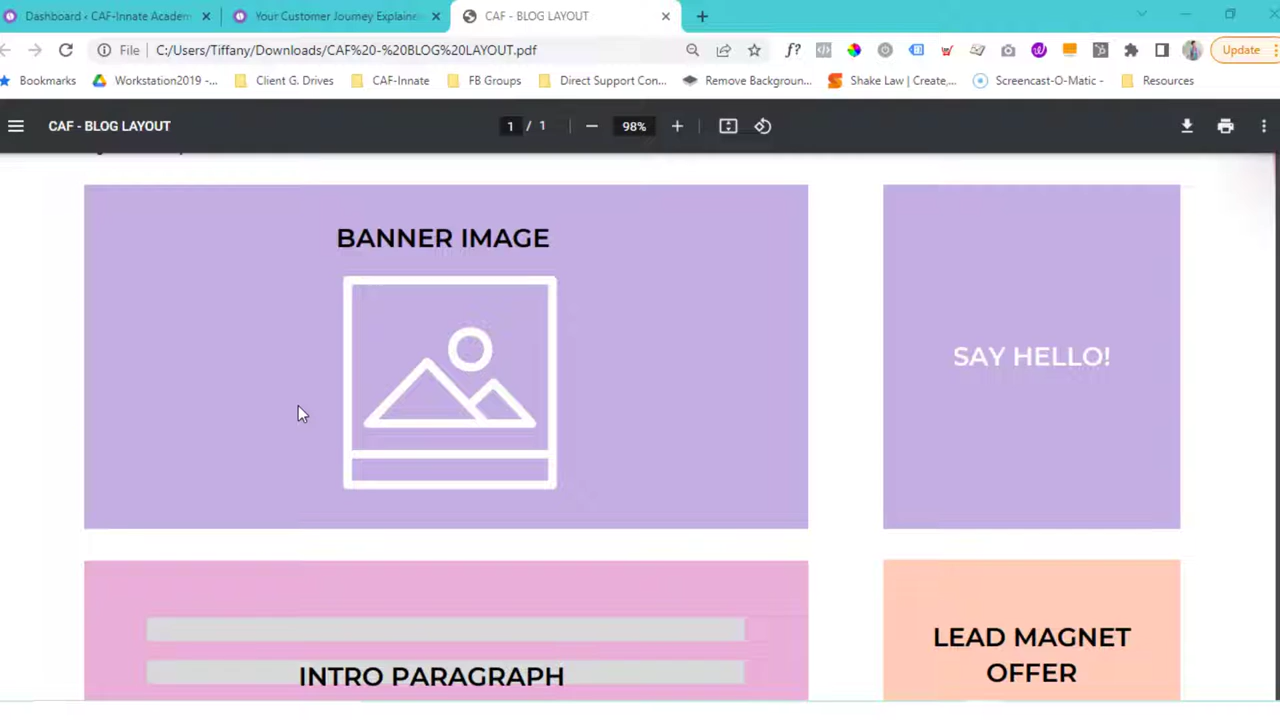 Dashboard < CAF-Innate Academ
Your Customer Journey Explaine
CAF - BLOG LAYOUT
File
C:/Users/Tiffany/Downloads/CAF%20-%20BLOG%20LAYOUT.pdf
f?
Update
Bookmarks
Workstation2019 -...
Client G. Drives
CAF-Innate
FB Groups
Direct Support Con...
Remove Backgroun...
Shake Law | Create,...
Screencast-O-Matic -
Resources
CAF - BLOG LAYOUT
1 / 1
98%
BANNER IMAGE
SAY HELLO!
INTRO PARAGRAPH
LEAD MAGNET
OFFER